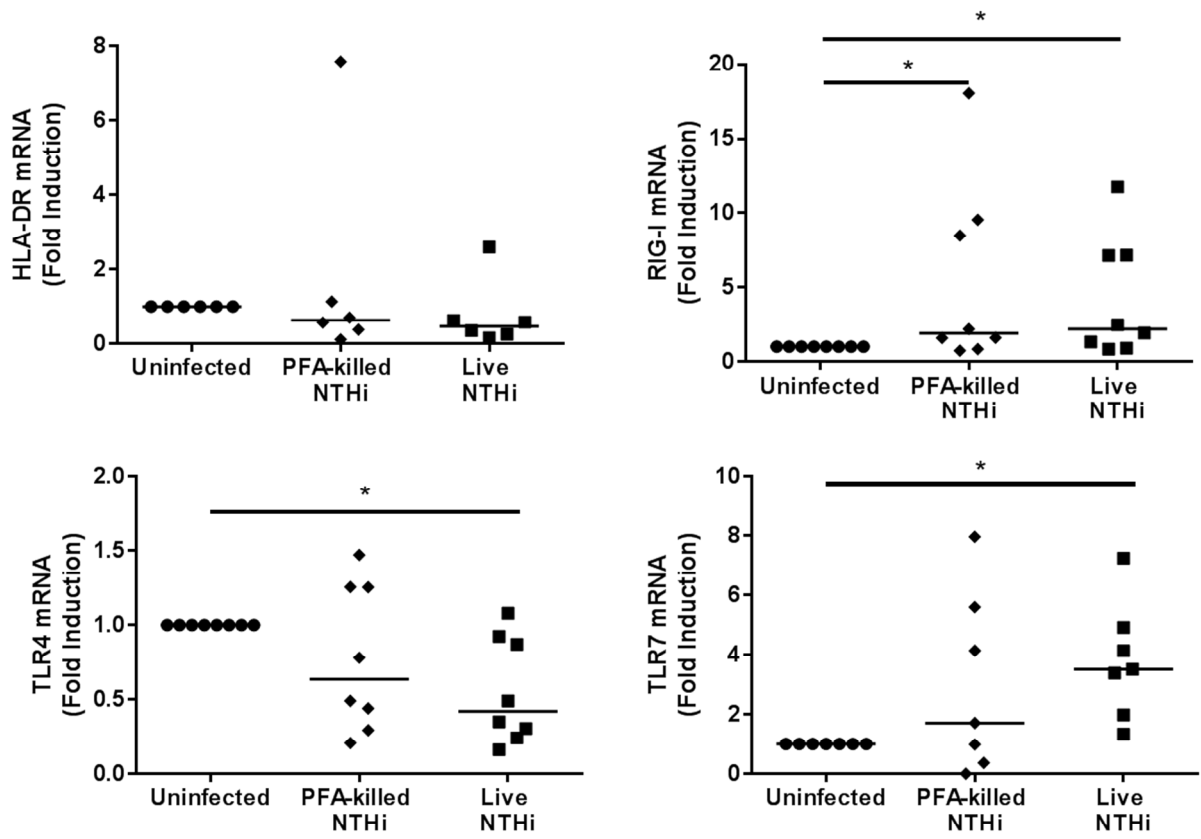 HLA-DR mRNA
(Fold Induction)
8
6
4
2
0
Uninfected
PFA-killed
NTHi
Live
NTHi
*
*
RIG-I mRNA
(Fold Induction)
20
15
10
5
0
Uninfected
PFA-killed
NTHi
Live
NTHi
*
TLR4 mRNA
(Fold Induction)
2.0
1.5
1.0
0.5
0.0
Uninfected
PFA-killed
NTHi
Live
NTHi
*
TLR7 mRNA
(Fold Induction)
10
8
6
4
2
0
Uninfected
PFA-killed
NTHi
Live
NTHi